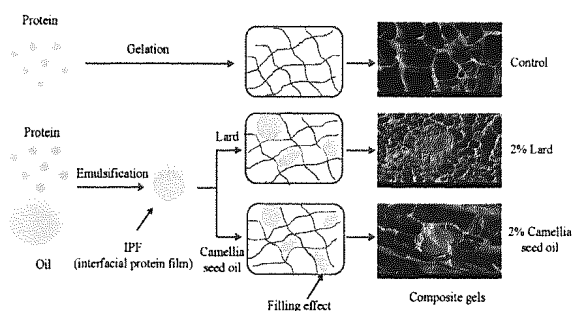 Protein
Gelation
Control
Protein
Lard
Emulsification
2% Lard
IPF
(interfacial protein film)
Oil
Camellia
seed oil
2% Camellia
seed oil
Filling effect
Composite gels